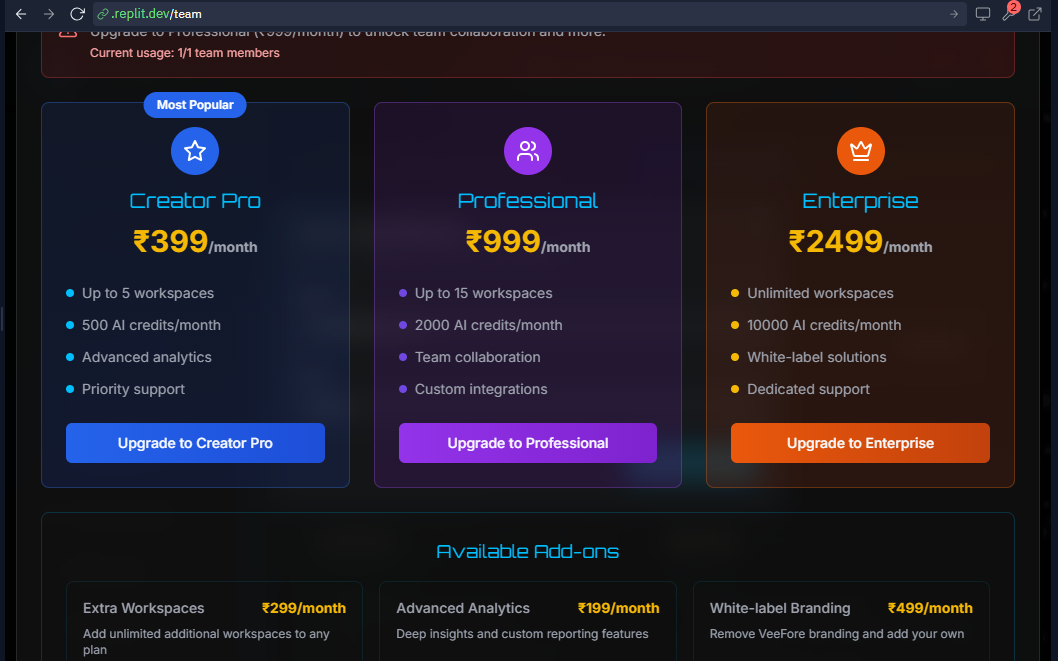 .replit.dev/team
2
Upgrade to Professional (₹999/month) to unlock team collaboration and more.
Current usage: 1/1 team members
Most Popular
Creator Pro
₹399/month
Up to 5 workspaces
500 AI credits/month
Advanced analytics
Priority support
Upgrade to Creator Pro
Professional
₹999/month
Up to 15 workspaces
2000 AI credits/month
Team collaboration
Custom integrations
Upgrade to Professional
Enterprise
₹2499/month
Unlimited workspaces
10000 AI credits/month
White-label solutions
Dedicated support
Upgrade to Enterprise
Available Add-ons
Extra Workspaces ₹299/month
Add unlimited additional workspaces to any
plan
Advanced Analytics ₹199/month
Deep insights and custom reporting features
White-label Branding ₹499/month
Remove VeeFore branding and add your own